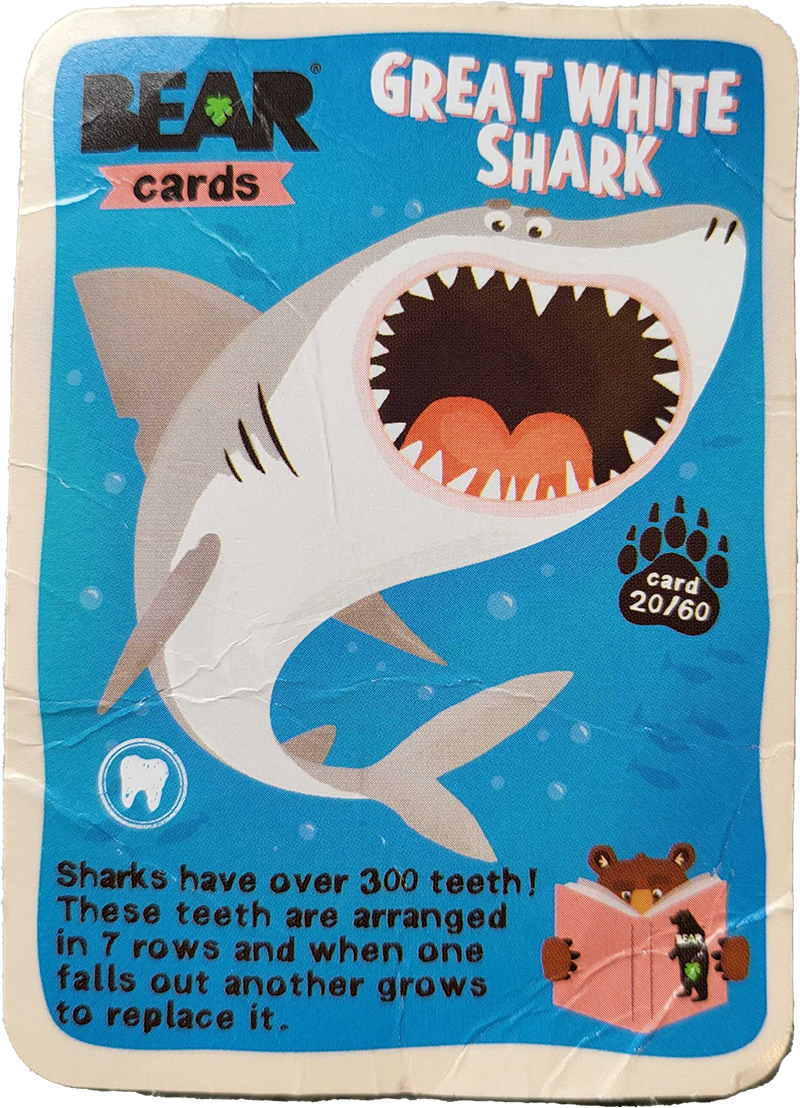 BEAR®
cards
GREAT WHITE
SHARK
card
20/60
Sharks have over 300 teeth!
These teeth are arranged
in 7 rows and when one
falls out another grows
to replace it.
BEAR